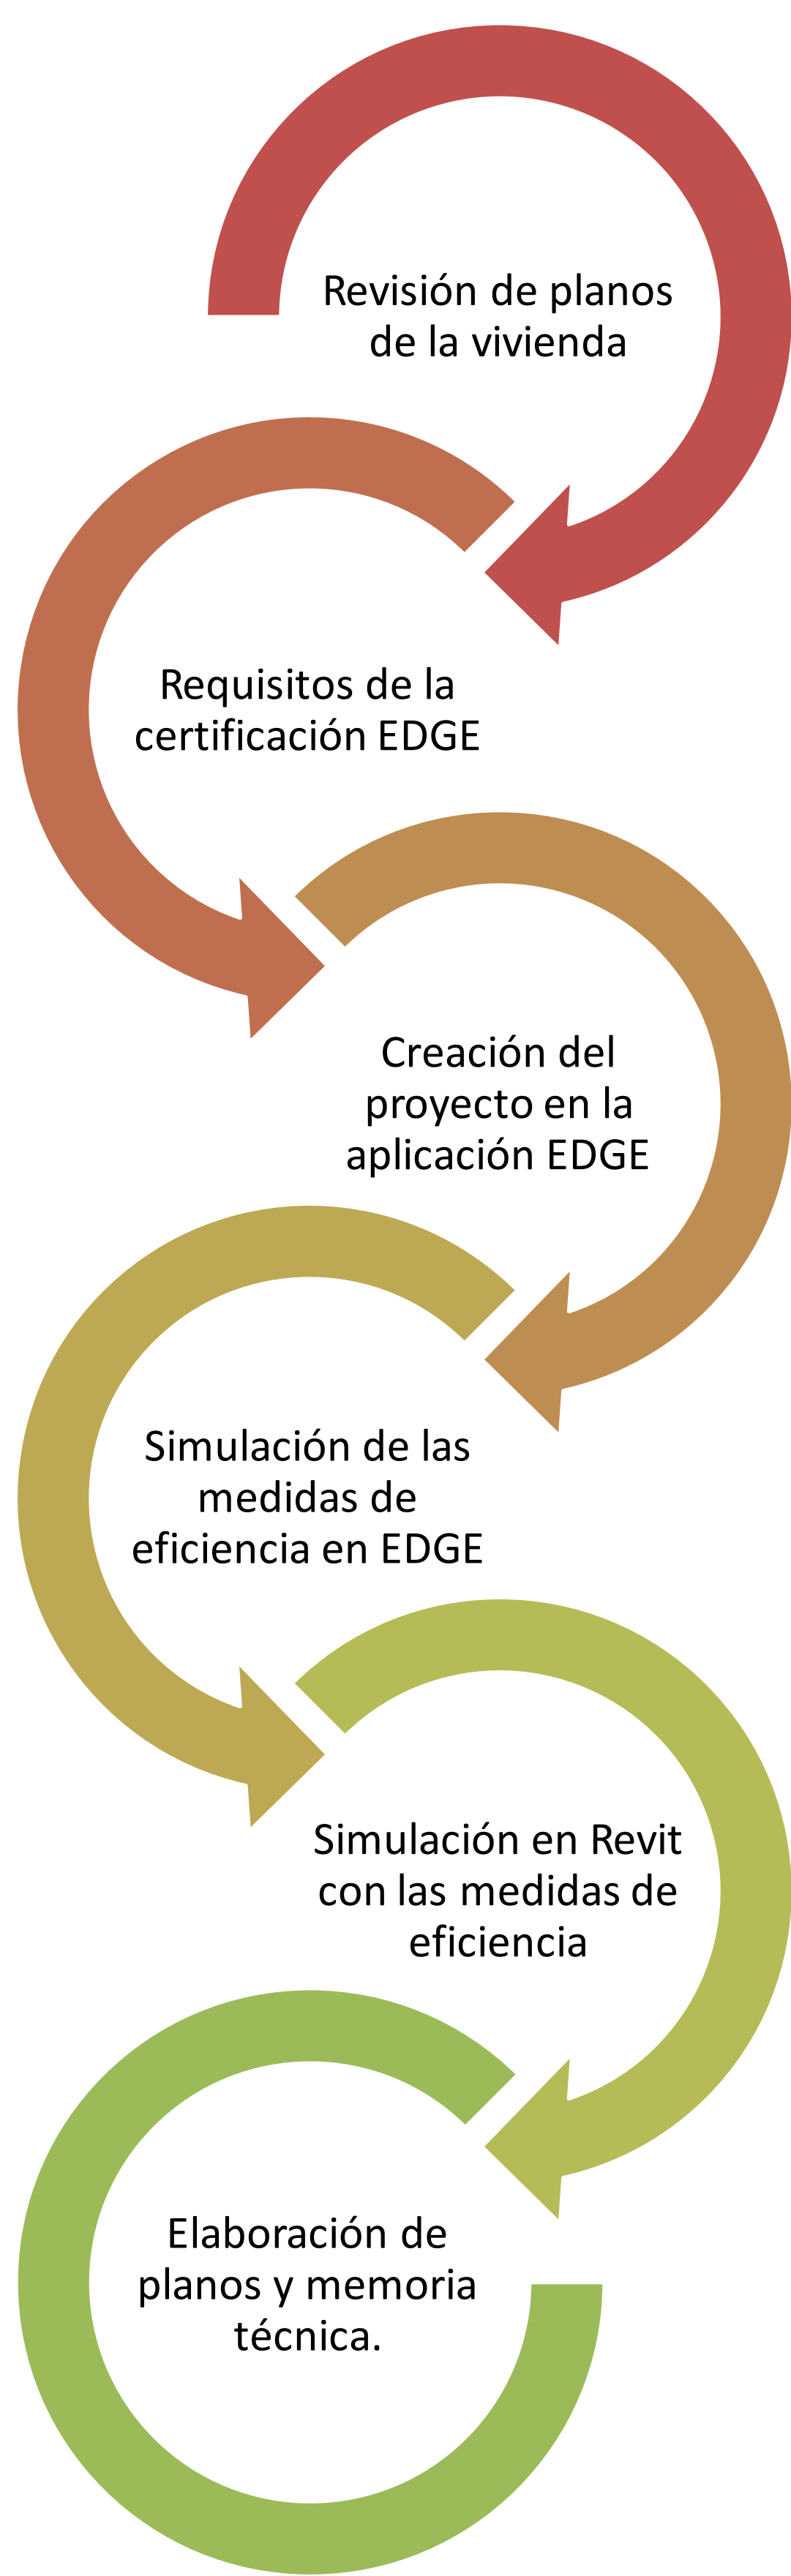 Revisión de planos
de la vivienda
Requisitos de la
certificación EDGE
Creación del
proyecto en la
aplicación EDGE
Simulación de las
medidas de
eficiencia en EDGE
Simulación en Revit
con las medidas de
eficiencia
Elaboración de
planos y memoria
técnica.